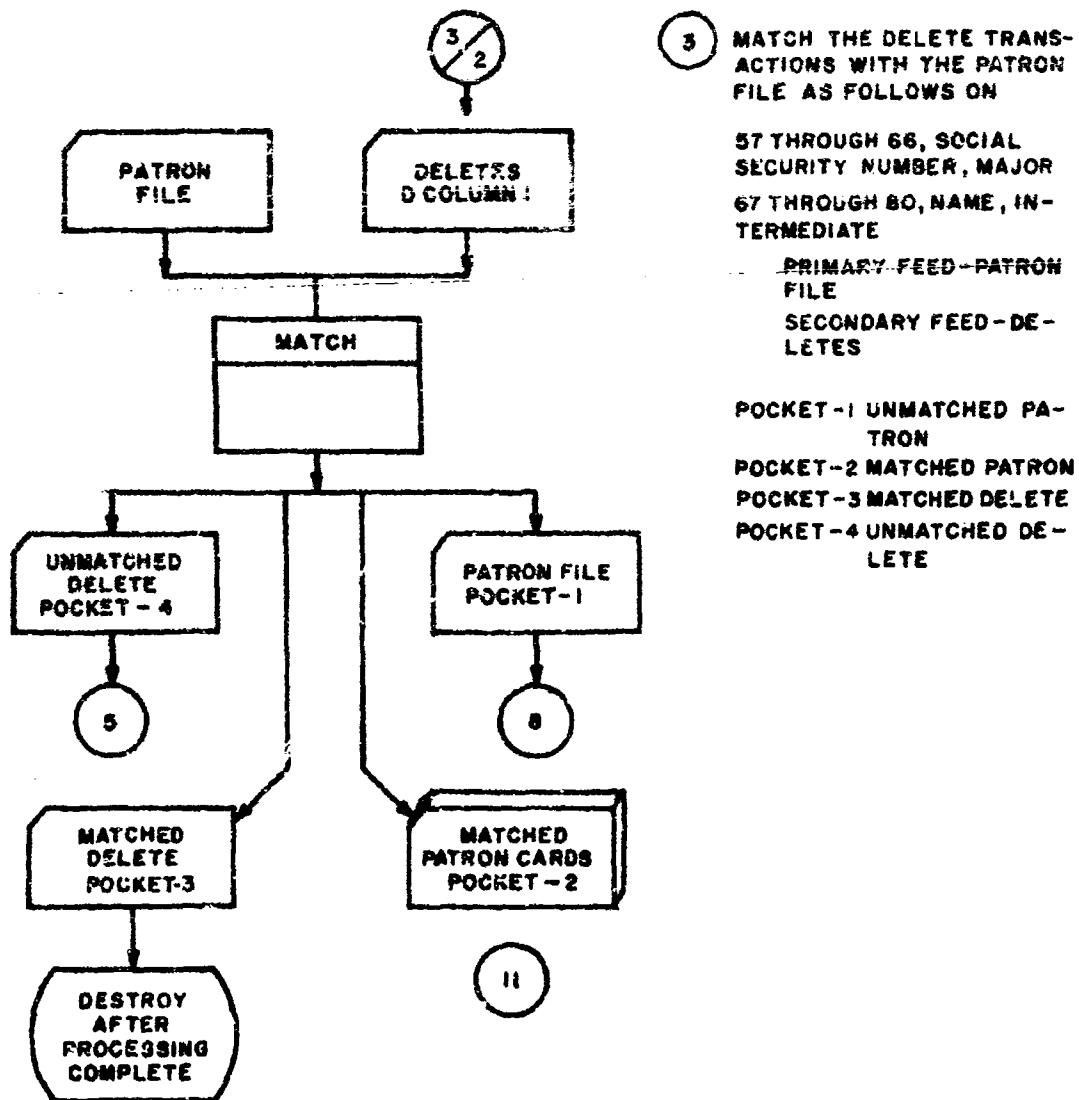 3
2
PATRON
FILE
DELETES
D COLUMN 1
MATCH
UNMATCHED
DELETE
POCKET - 4
PATRON FILE
POCKET - 1
5
8
MATCHED
DELETE
POCKET-3
MATCHED
PATRON CARDS
POCKET - 2
DESTROY
AFTER
PROCESSING
COMPLETE
11
3
MATCH THE DELETE TRANS-
ACTIONS WITH THE PATRON
FILE AS FOLLOWS ON
57 THROUGH 66, SOCIAL
SECURITY NUMBER, MAJOR
67 THROUGH 80, NAME, IN-
TERMEDIATE
PRIMARY FEED-PATRON
FILE
SECONDARY FEED-DE-
LETES
POCKET-1 UNMATCHED PA-
TRON
POCKET-2 MATCHED PATRON
POCKET-3 MATCHED DELETE
POCKET-4 UNMATCHED DE-
LETE